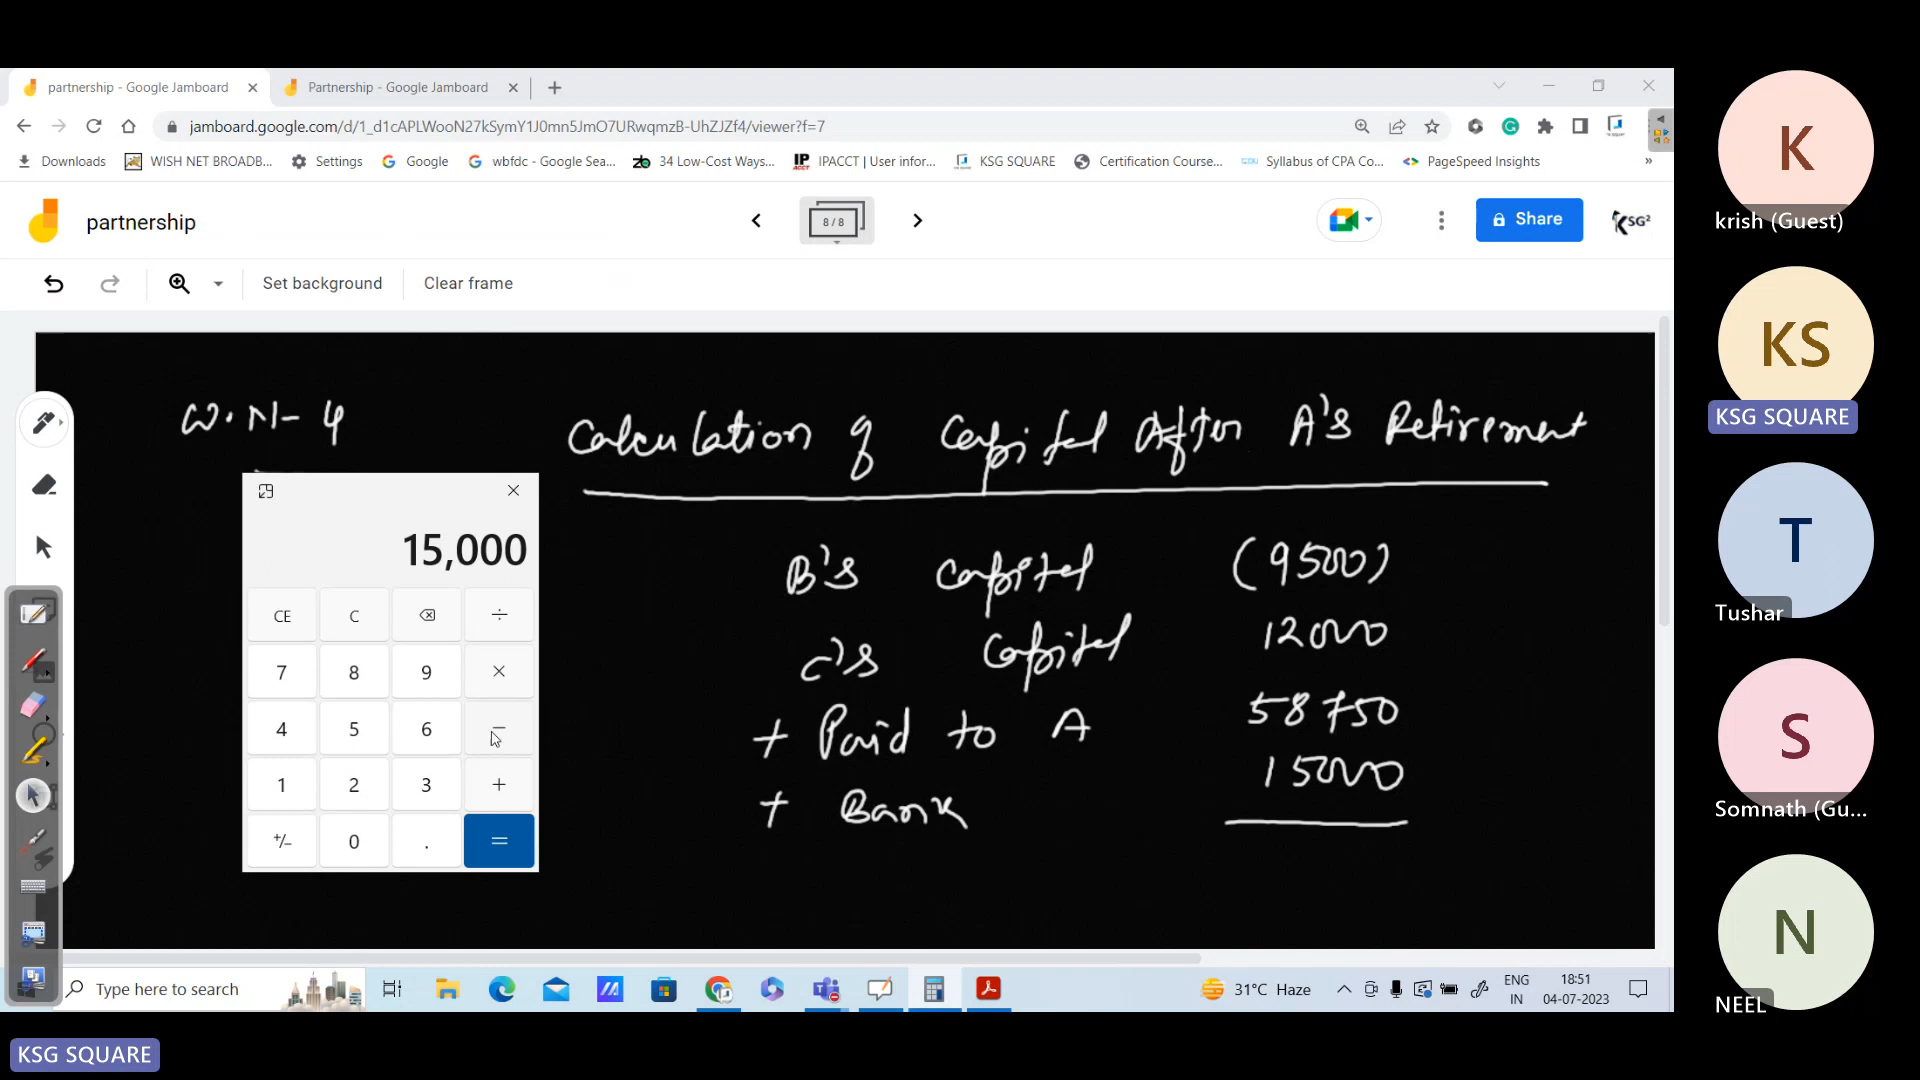 partnership - Google Jamboard
Partnership - Google Jamboard
jamboard.google.com/d/1_d1cAPLWooN27kSymY1J0mn5JmO7URwqmzB-UhZJZf4/viewer?f=7
Downloads WISH NET BROADB... Settings Google wbfdc - Google Sea... 34 Low-Cost Ways... IPACCT | User infor... KSG SQUARE Certification Course... Syllabus of CPA Co... PageSpeed Insights »
partnership
8 / 8
Share
KSG²
Set background
Clear frame
W.N-4
Calculation of Capital After A's Retirement
15,000
CE C ÷
7 8 9 ×
4 5 6 −
1 2 3 +
+/− 0 . =
B's Capital (9500)
C's Capital 12000
+ Paid to A 58750
+ Bank 15000
Type here to search
31°C Haze
ENG
IN
18:51
04-07-2023
K
krish (Guest)
KS
KSG SQUARE
T
Tushar
S
Somnath (Gu...
N
NEEL
KSG SQUARE